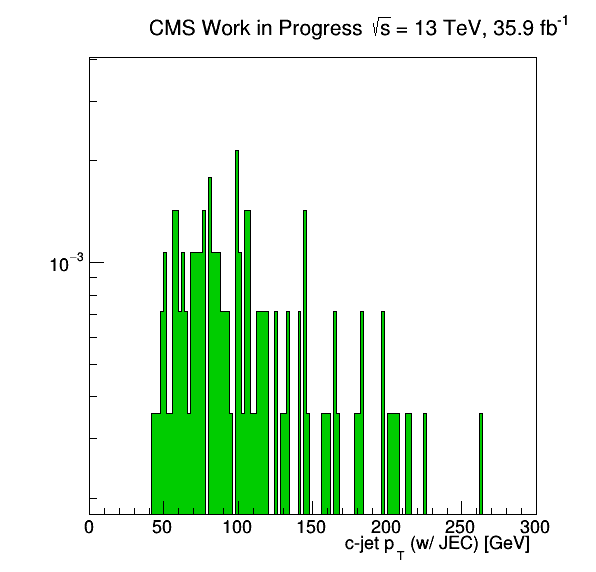 CMS Work in Progress √s = 13 TeV, 35.9 fb⁻¹
10⁻³
0 50 100 150 200 250 300
c-jet p_T (w/ JEC) [GeV]